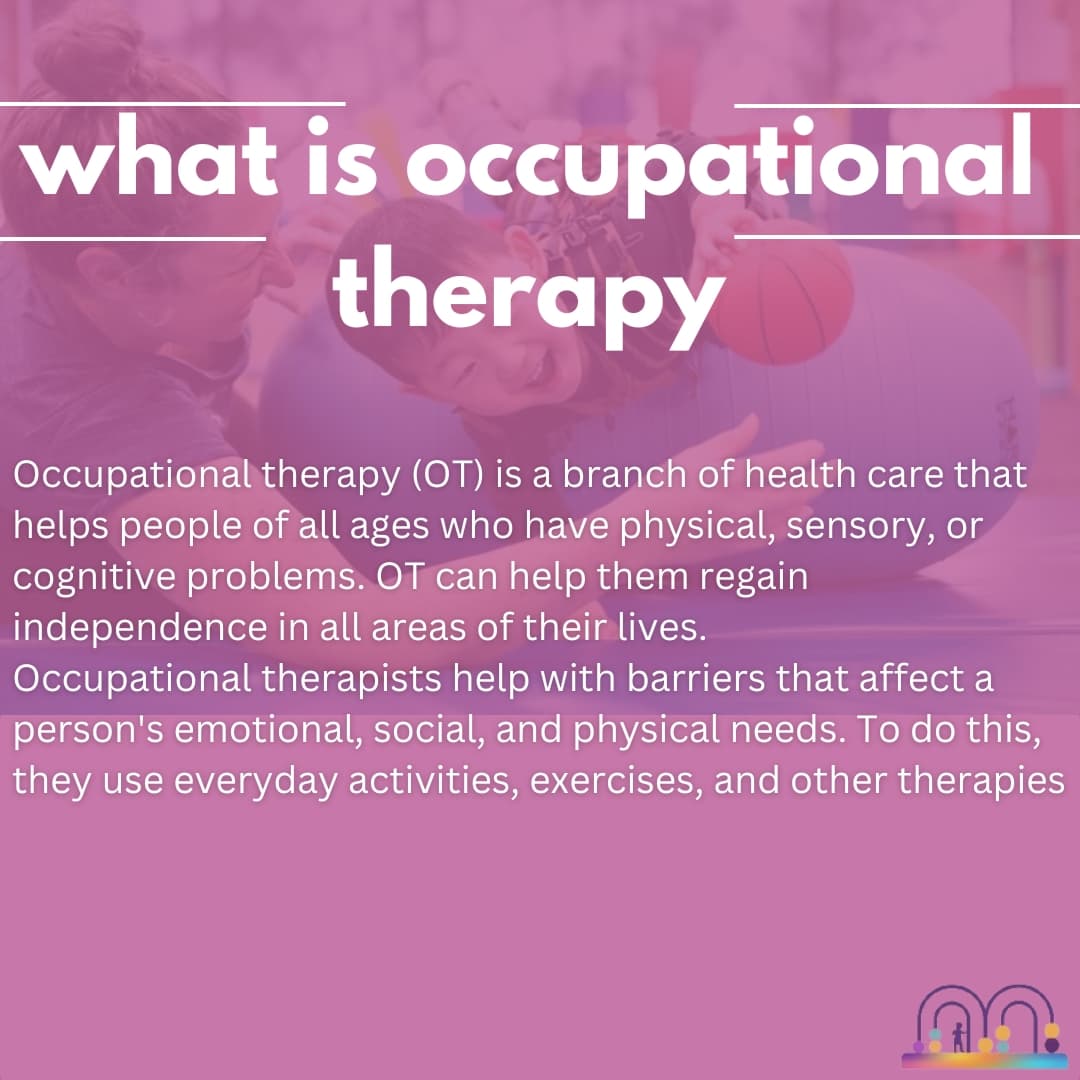 what is occupational
therapy
Occupational therapy (OT) is a branch of health care that
helps people of all ages who have physical, sensory, or
cognitive problems. OT can help them regain
independence in all areas of their lives.
Occupational therapists help with barriers that affect a
person's emotional, social, and physical needs. To do this,
they use everyday activities, exercises, and other therapies